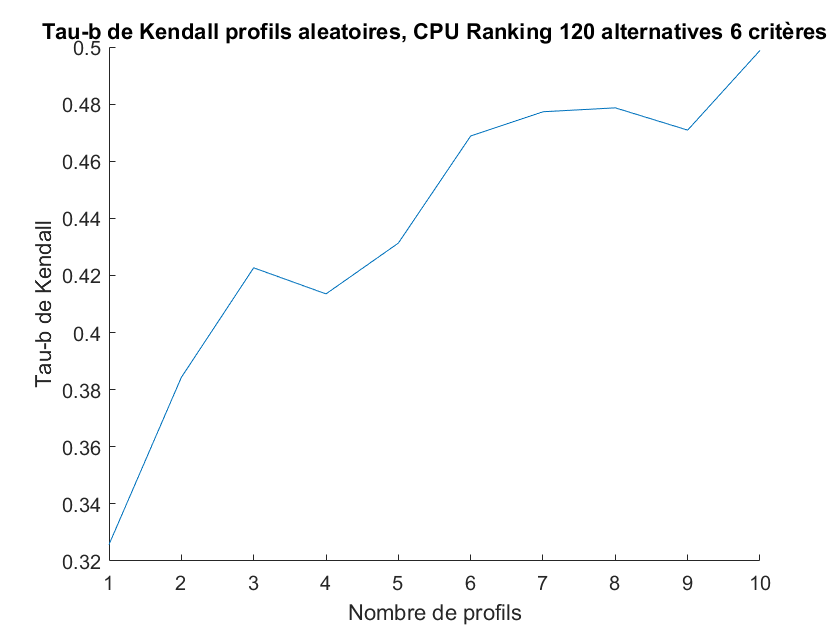 Tau-b de Kendall profils aleatoires, CPU Ranking 120 alternatives 6 critères
0.5
0.48
0.46
0.44
0.42
0.4
0.38
0.36
0.34
0.32
Tau-b de Kendall
1 2 3 4 5 6 7 8 9 10
Nombre de profils